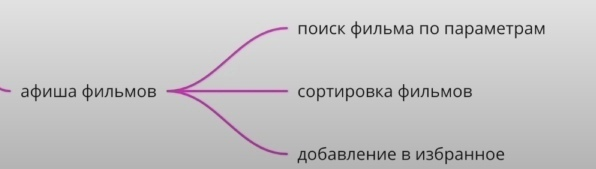 поиск фильма по параметрам
афиша фильмов
сортировка фильмов
добавление в избранное